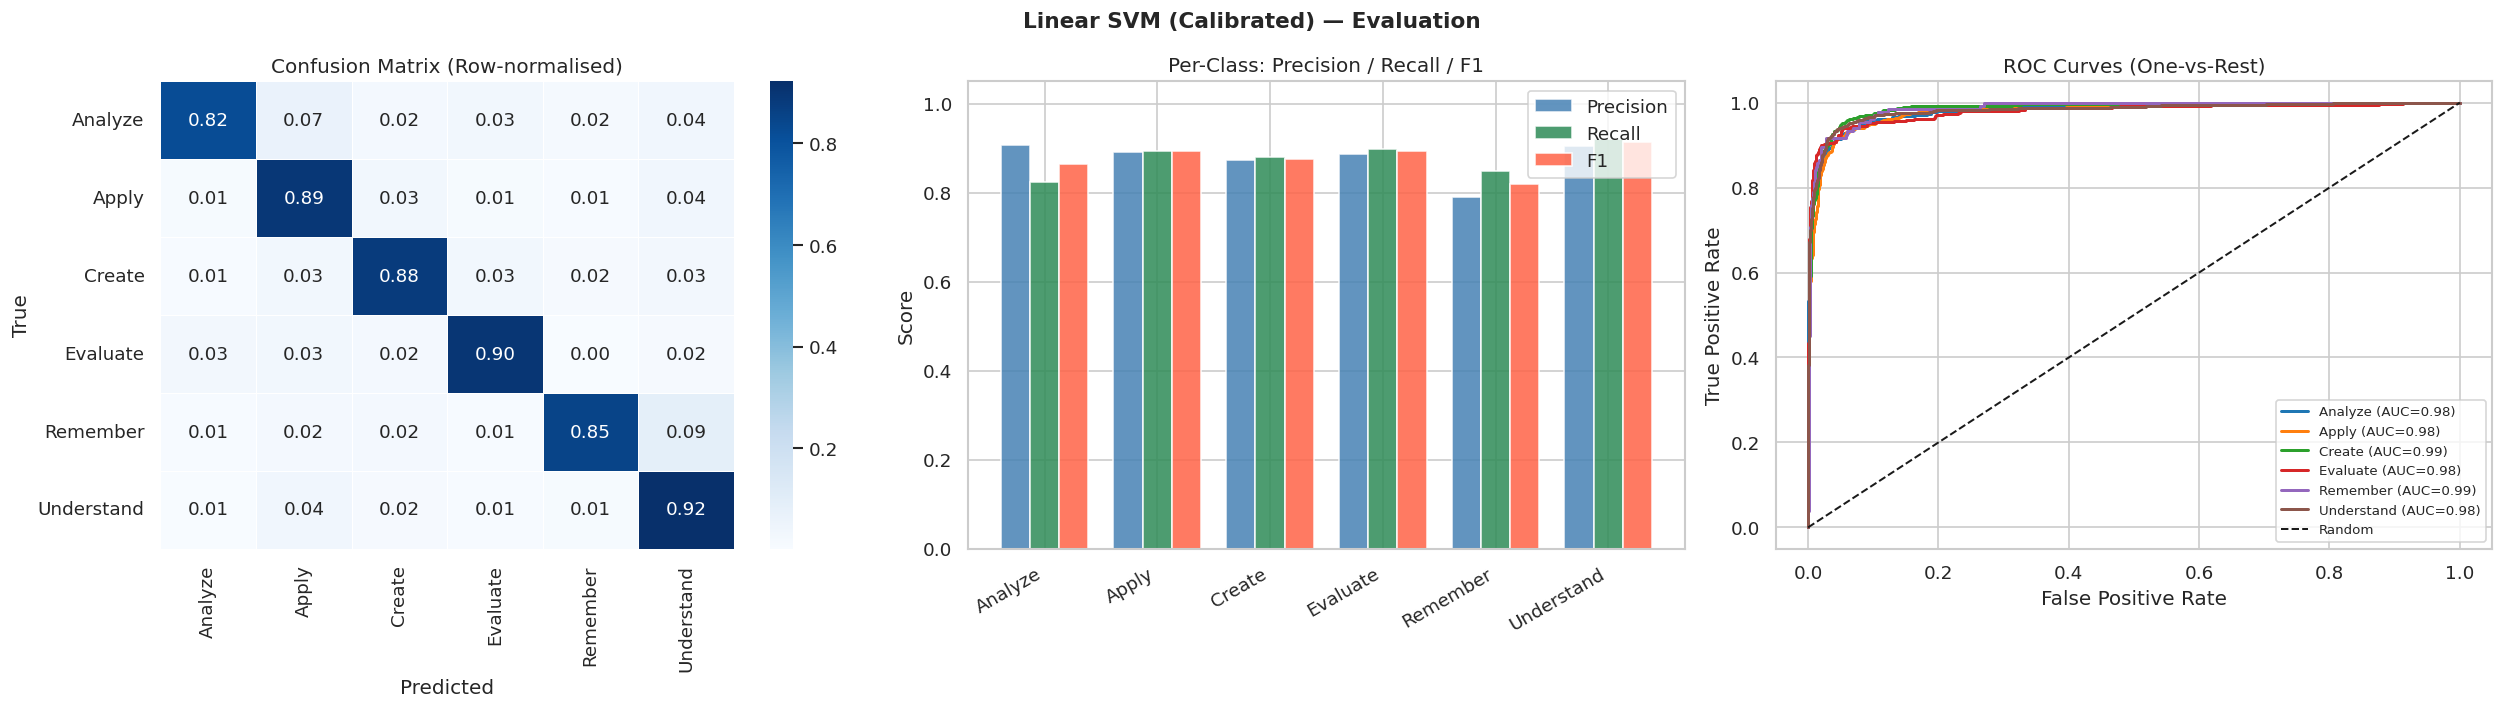 Linear SVM (Calibrated) — Evaluation
Confusion Matrix (Row-normalised)
True
Analyze 0.82 0.07 0.02 0.03 0.02 0.04
Apply 0.01 0.89 0.03 0.01 0.01 0.04
Create 0.01 0.03 0.88 0.03 0.02 0.03
Evaluate 0.03 0.03 0.02 0.90 0.00 0.02
Remember 0.01 0.02 0.02 0.01 0.85 0.09
Understand 0.01 0.04 0.02 0.01 0.01 0.92
Analyze Apply Create Evaluate Remember Understand
Predicted
0.8
0.6
0.4
0.2
Per-Class: Precision / Recall / F1
Score
1.0
0.8
0.6
0.4
0.2
0.0
Precision
Recall
F1
Analyze Apply Create Evaluate Remember Understand
ROC Curves (One-vs-Rest)
True Positive Rate
1.0
0.8
0.6
0.4
0.2
0.0
Analyze (AUC=0.98)
Apply (AUC=0.98)
Create (AUC=0.99)
Evaluate (AUC=0.98)
Remember (AUC=0.99)
Understand (AUC=0.98)
Random
0.0 0.2 0.4 0.6 0.8 1.0
False Positive Rate